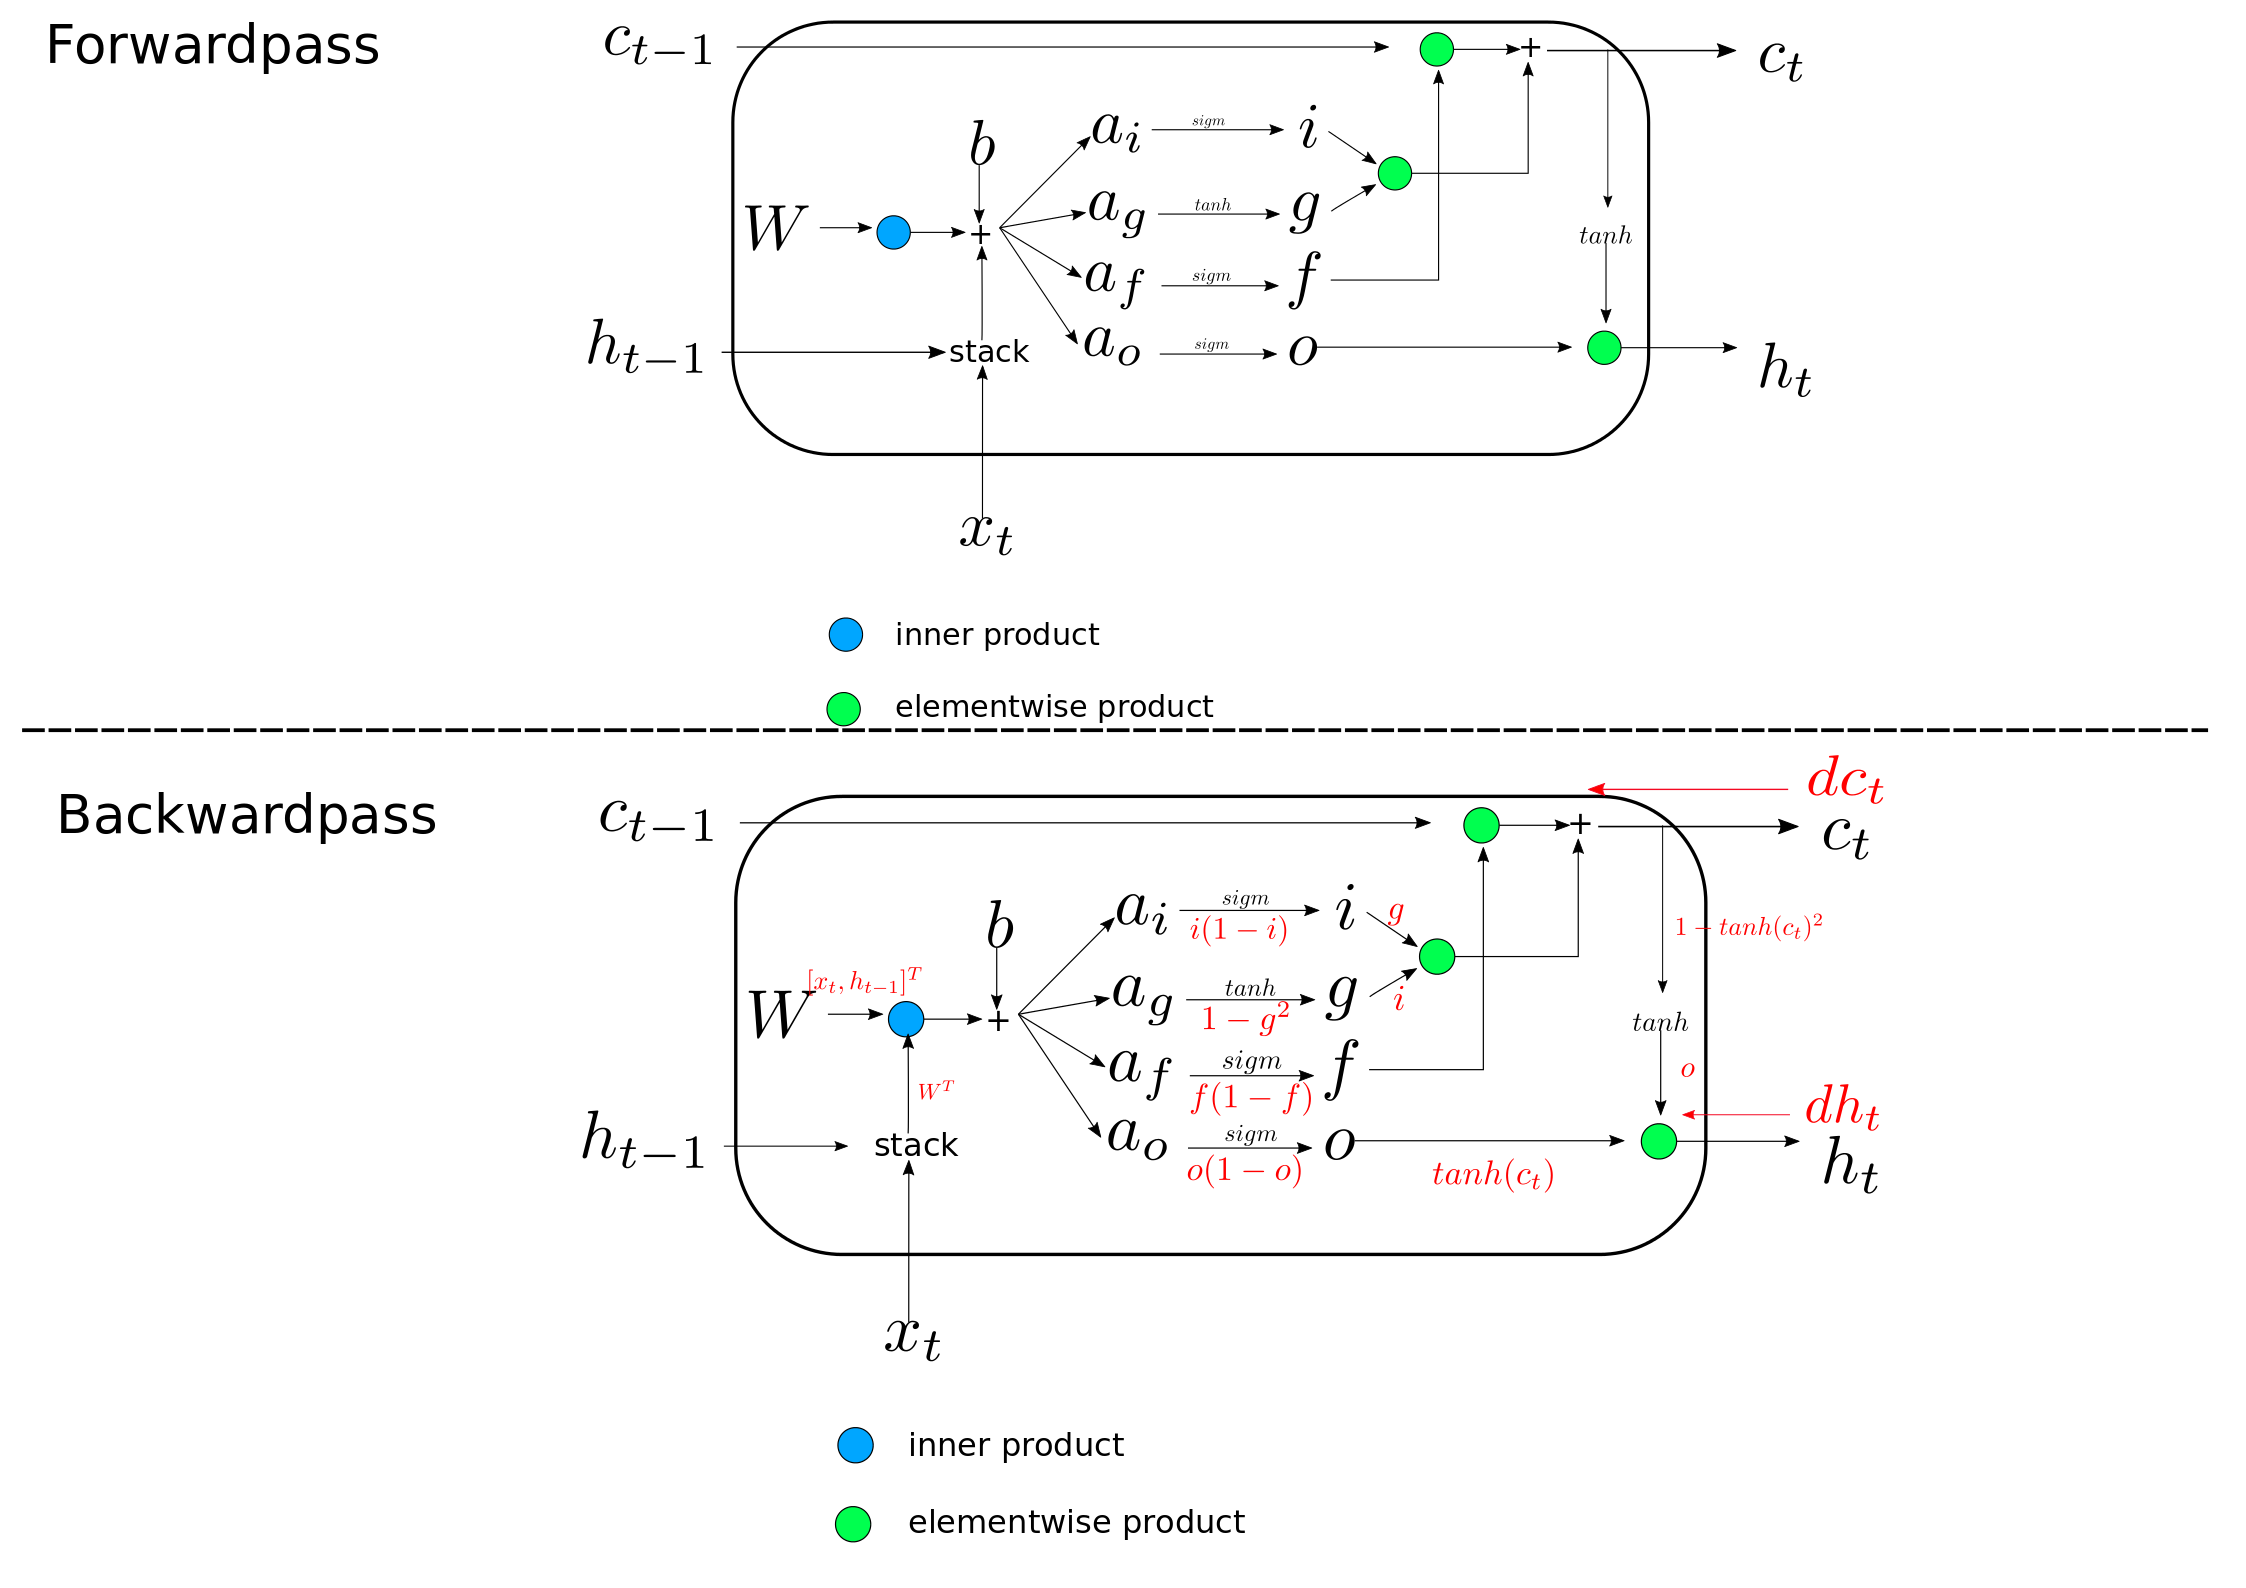 Forwardpass
c_{t−1}
+
c_t
b
a_i
sigm
i
W
+
a_g
tanh
g
tanh
a_f
sigm
f
h_{t−1}
stack
a_o
sigm
o
h_t
x_t
inner product
elementwise product
Backwardpass
dc_t
c_{t−1}
+
c_t
b
a_i
sigm
i(1 − i)
i
g
1 − tanh(c_t)^2
[x_t, h_{t−1}]^T
W
+
a_g
tanh
1 − g^2
g
i
tanh
W^T
a_f
sigm
f(1 − f)
f
o
dh_t
h_{t−1}
stack
a_o
sigm
o(1 − o)
o
tanh(c_t)
h_t
x_t
inner product
elementwise product